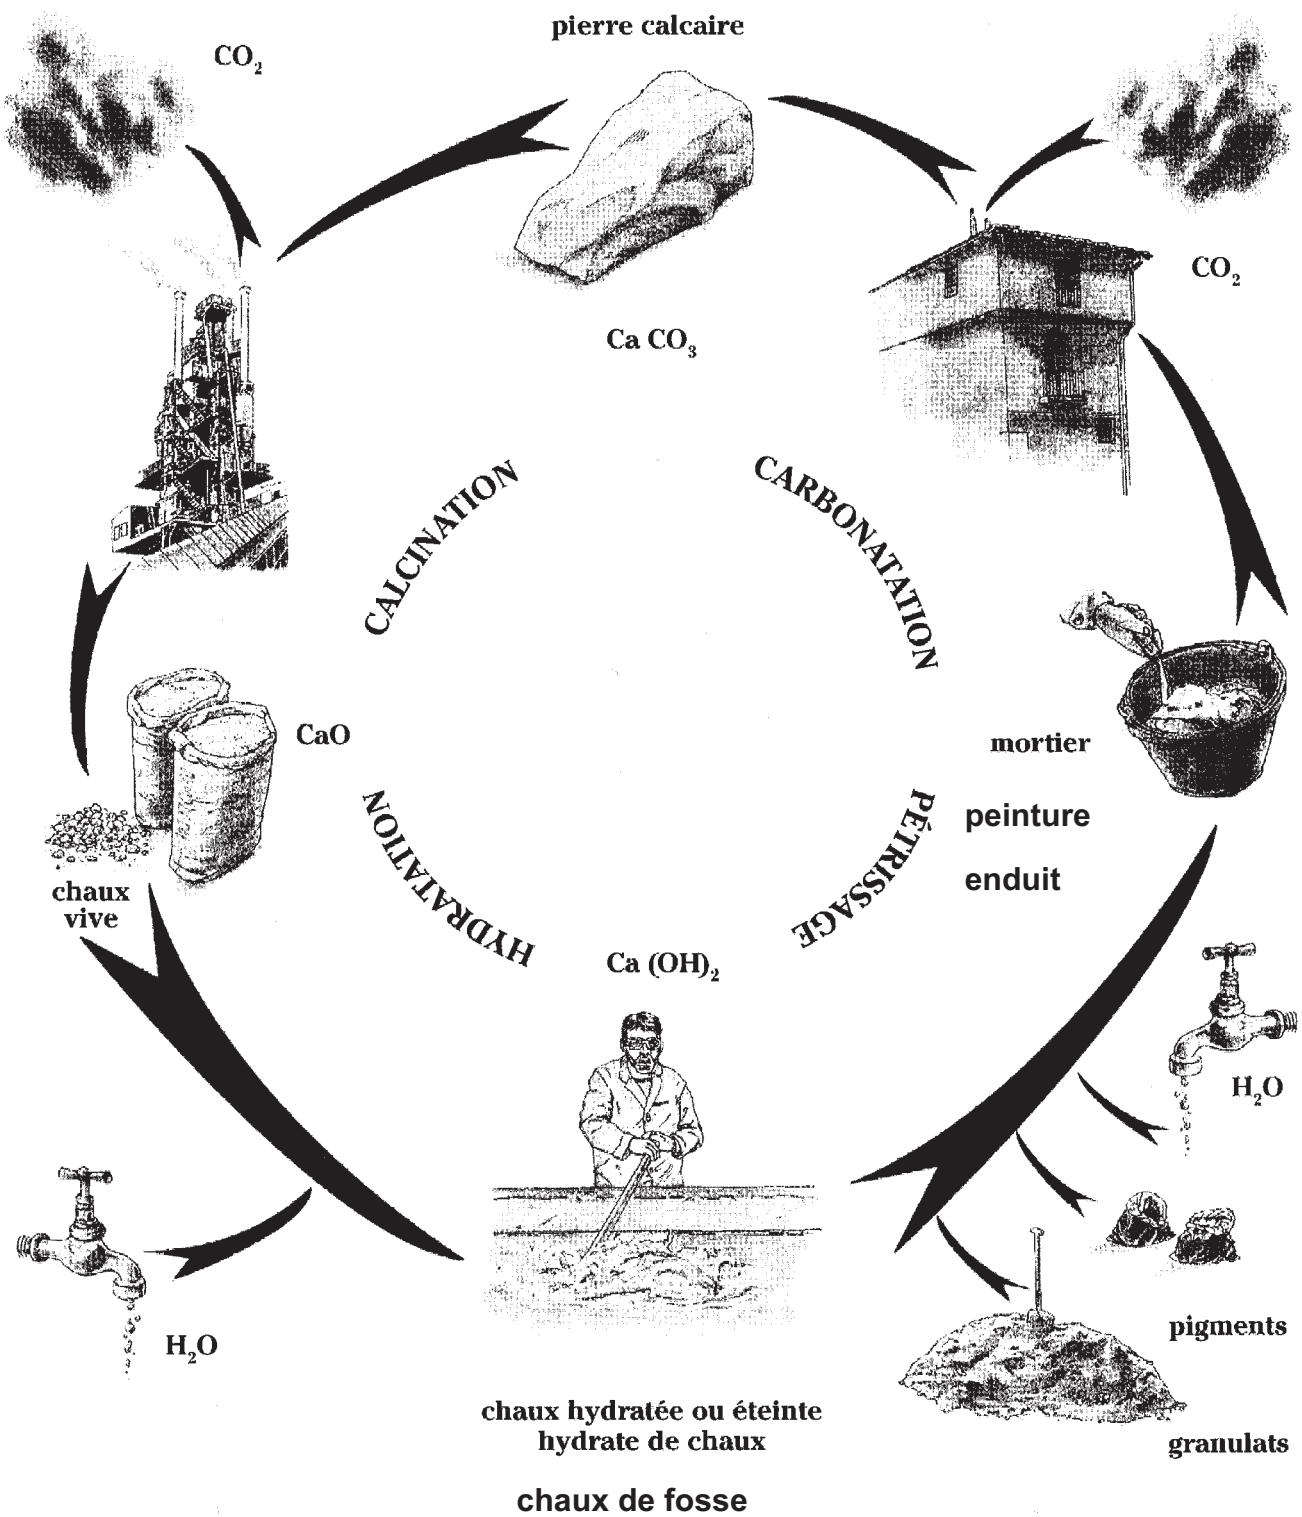 pierre calcaire
CO₂
CO₂
Ca CO₃
CALCINATION
CARBONATATION
CaO
mortier
peinture
enduit
chaux
vive
HYDRATATION
PÉTRISSAGE
Ca (OH)₂
H₂O
H₂O
pigments
chaux hydratée ou éteinte
hydrate de chaux
granulats
chaux de fosse